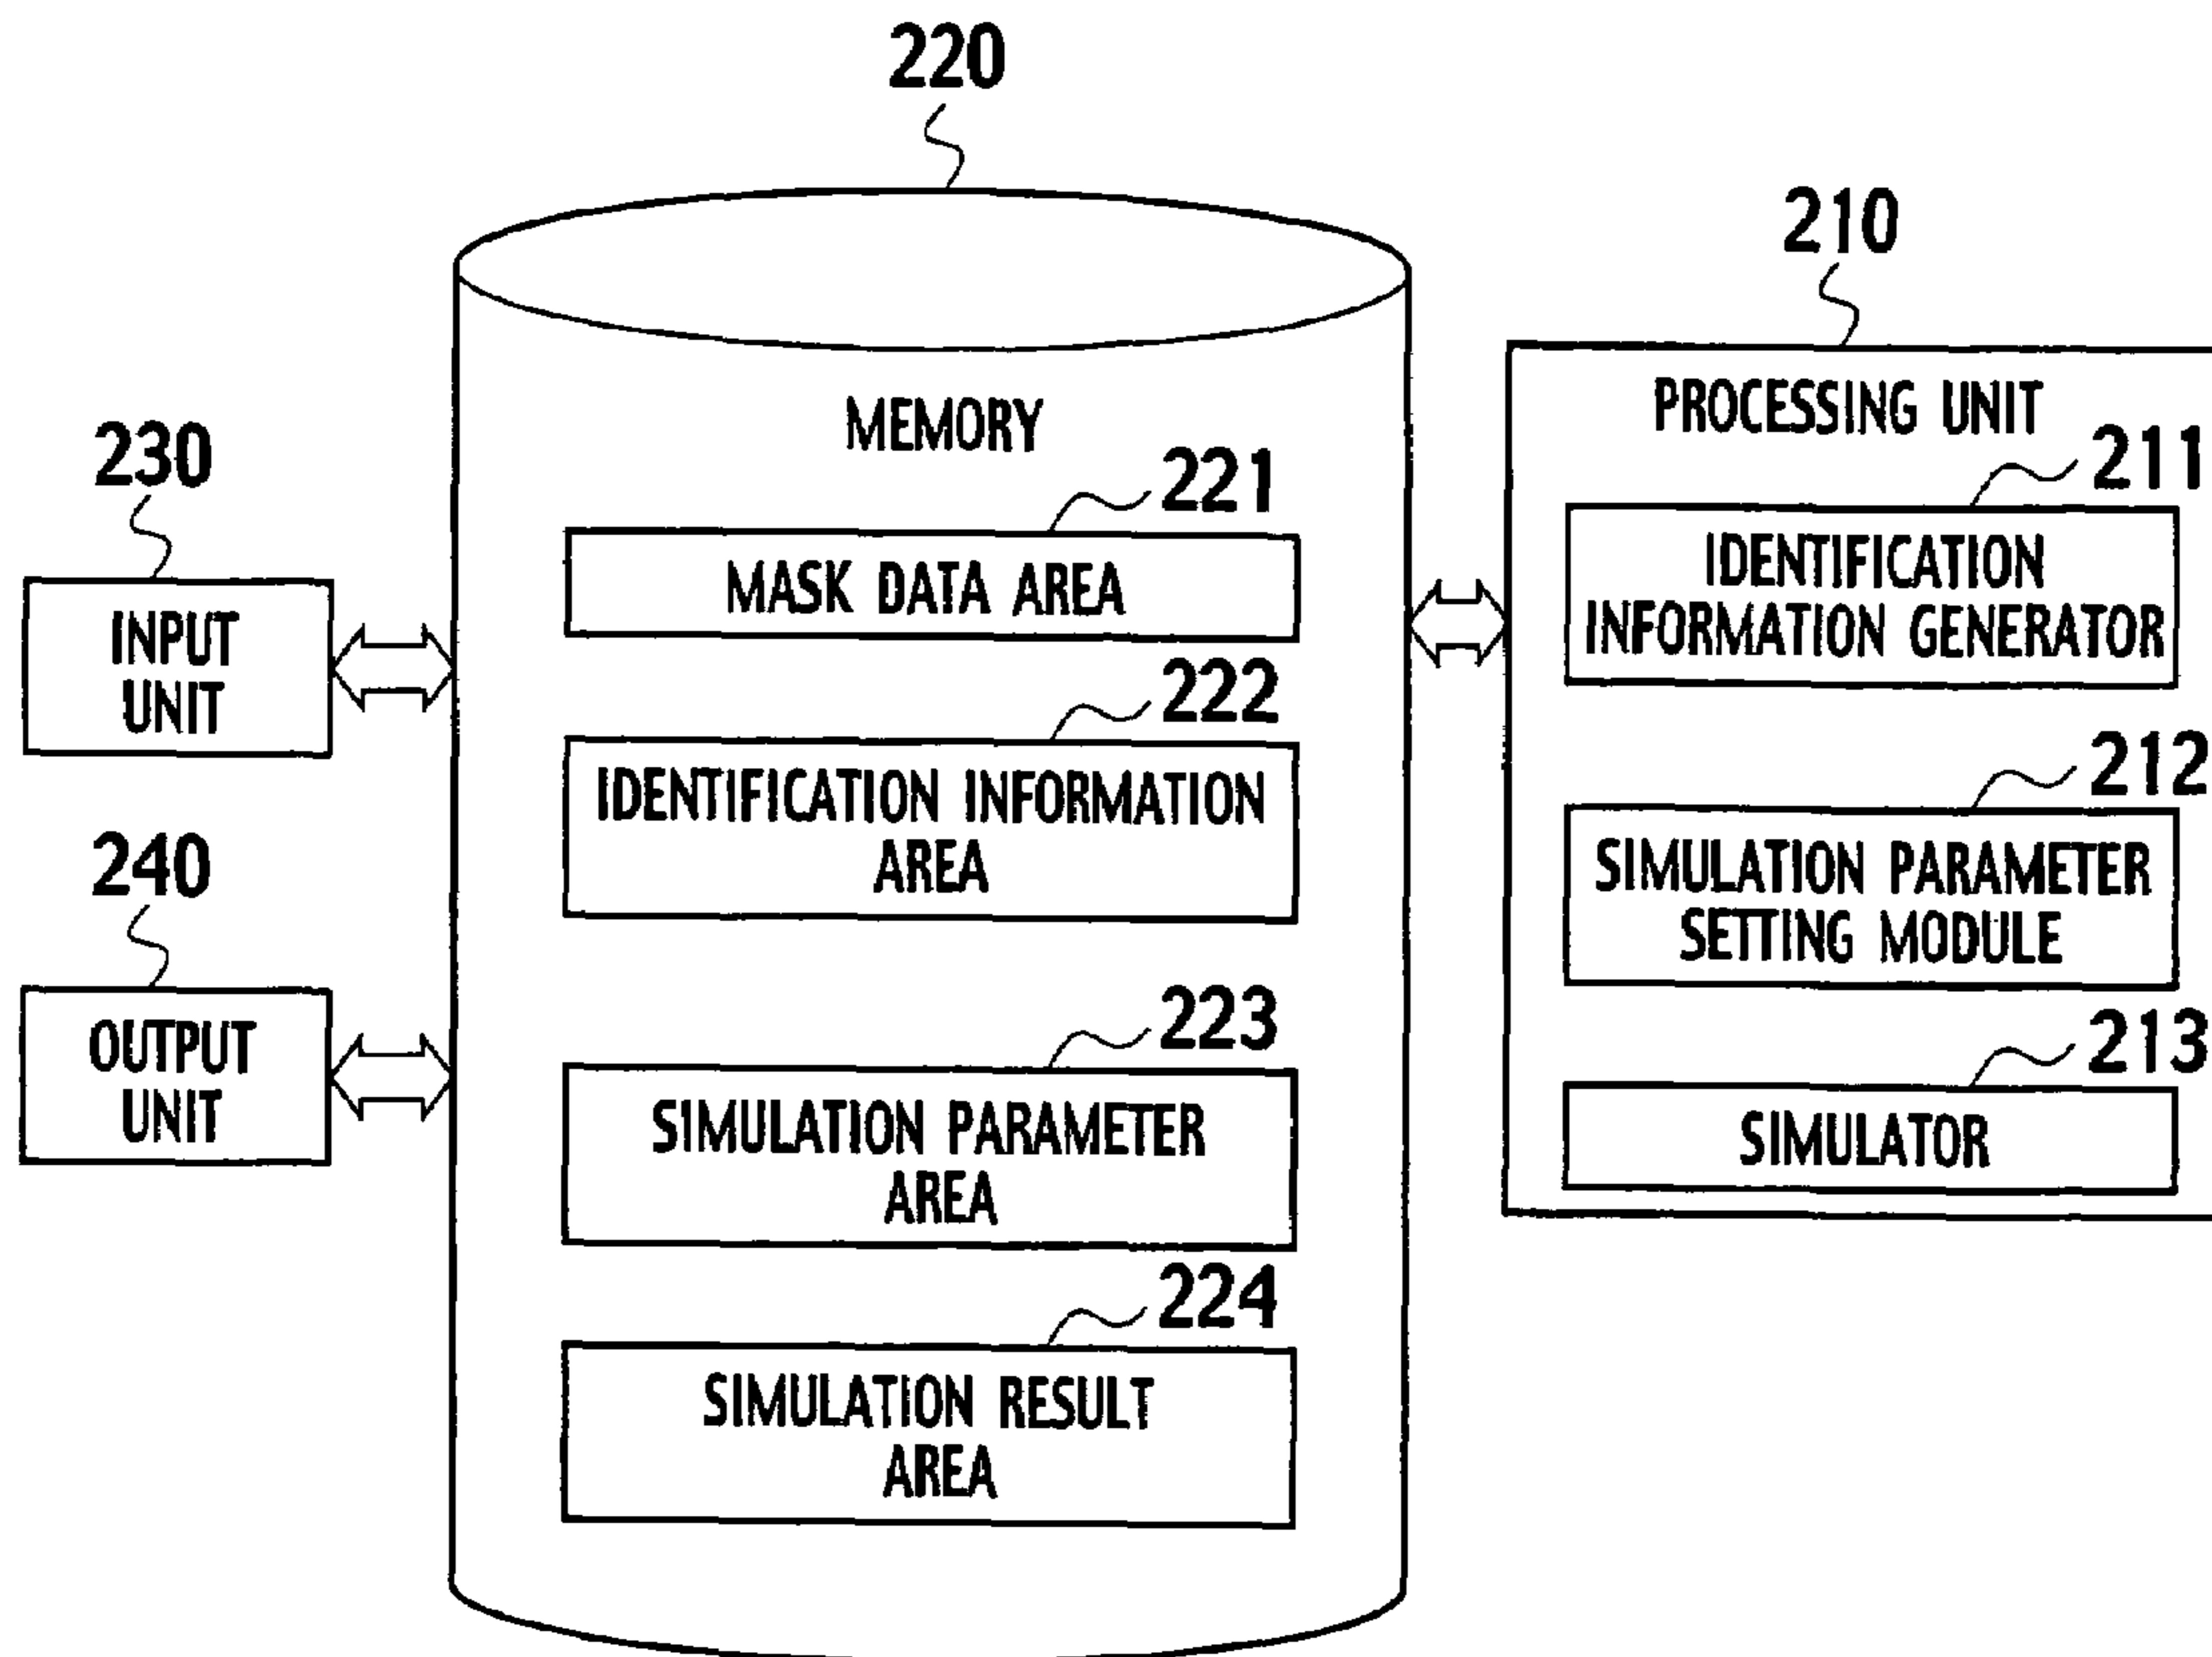 220
210
MEMORY
PROCESSING UNIT
230
221
211
INPUT
UNIT
MASK DATA AREA
IDENTIFICATION
INFORMATION GENERATOR
222
212
IDENTIFICATION INFORMATION
AREA
SIMULATION PARAMETER
SETTING MODULE
240
223
213
OUTPUT
UNIT
SIMULATION PARAMETER
AREA
SIMULATOR
224
SIMULATION RESULT
AREA